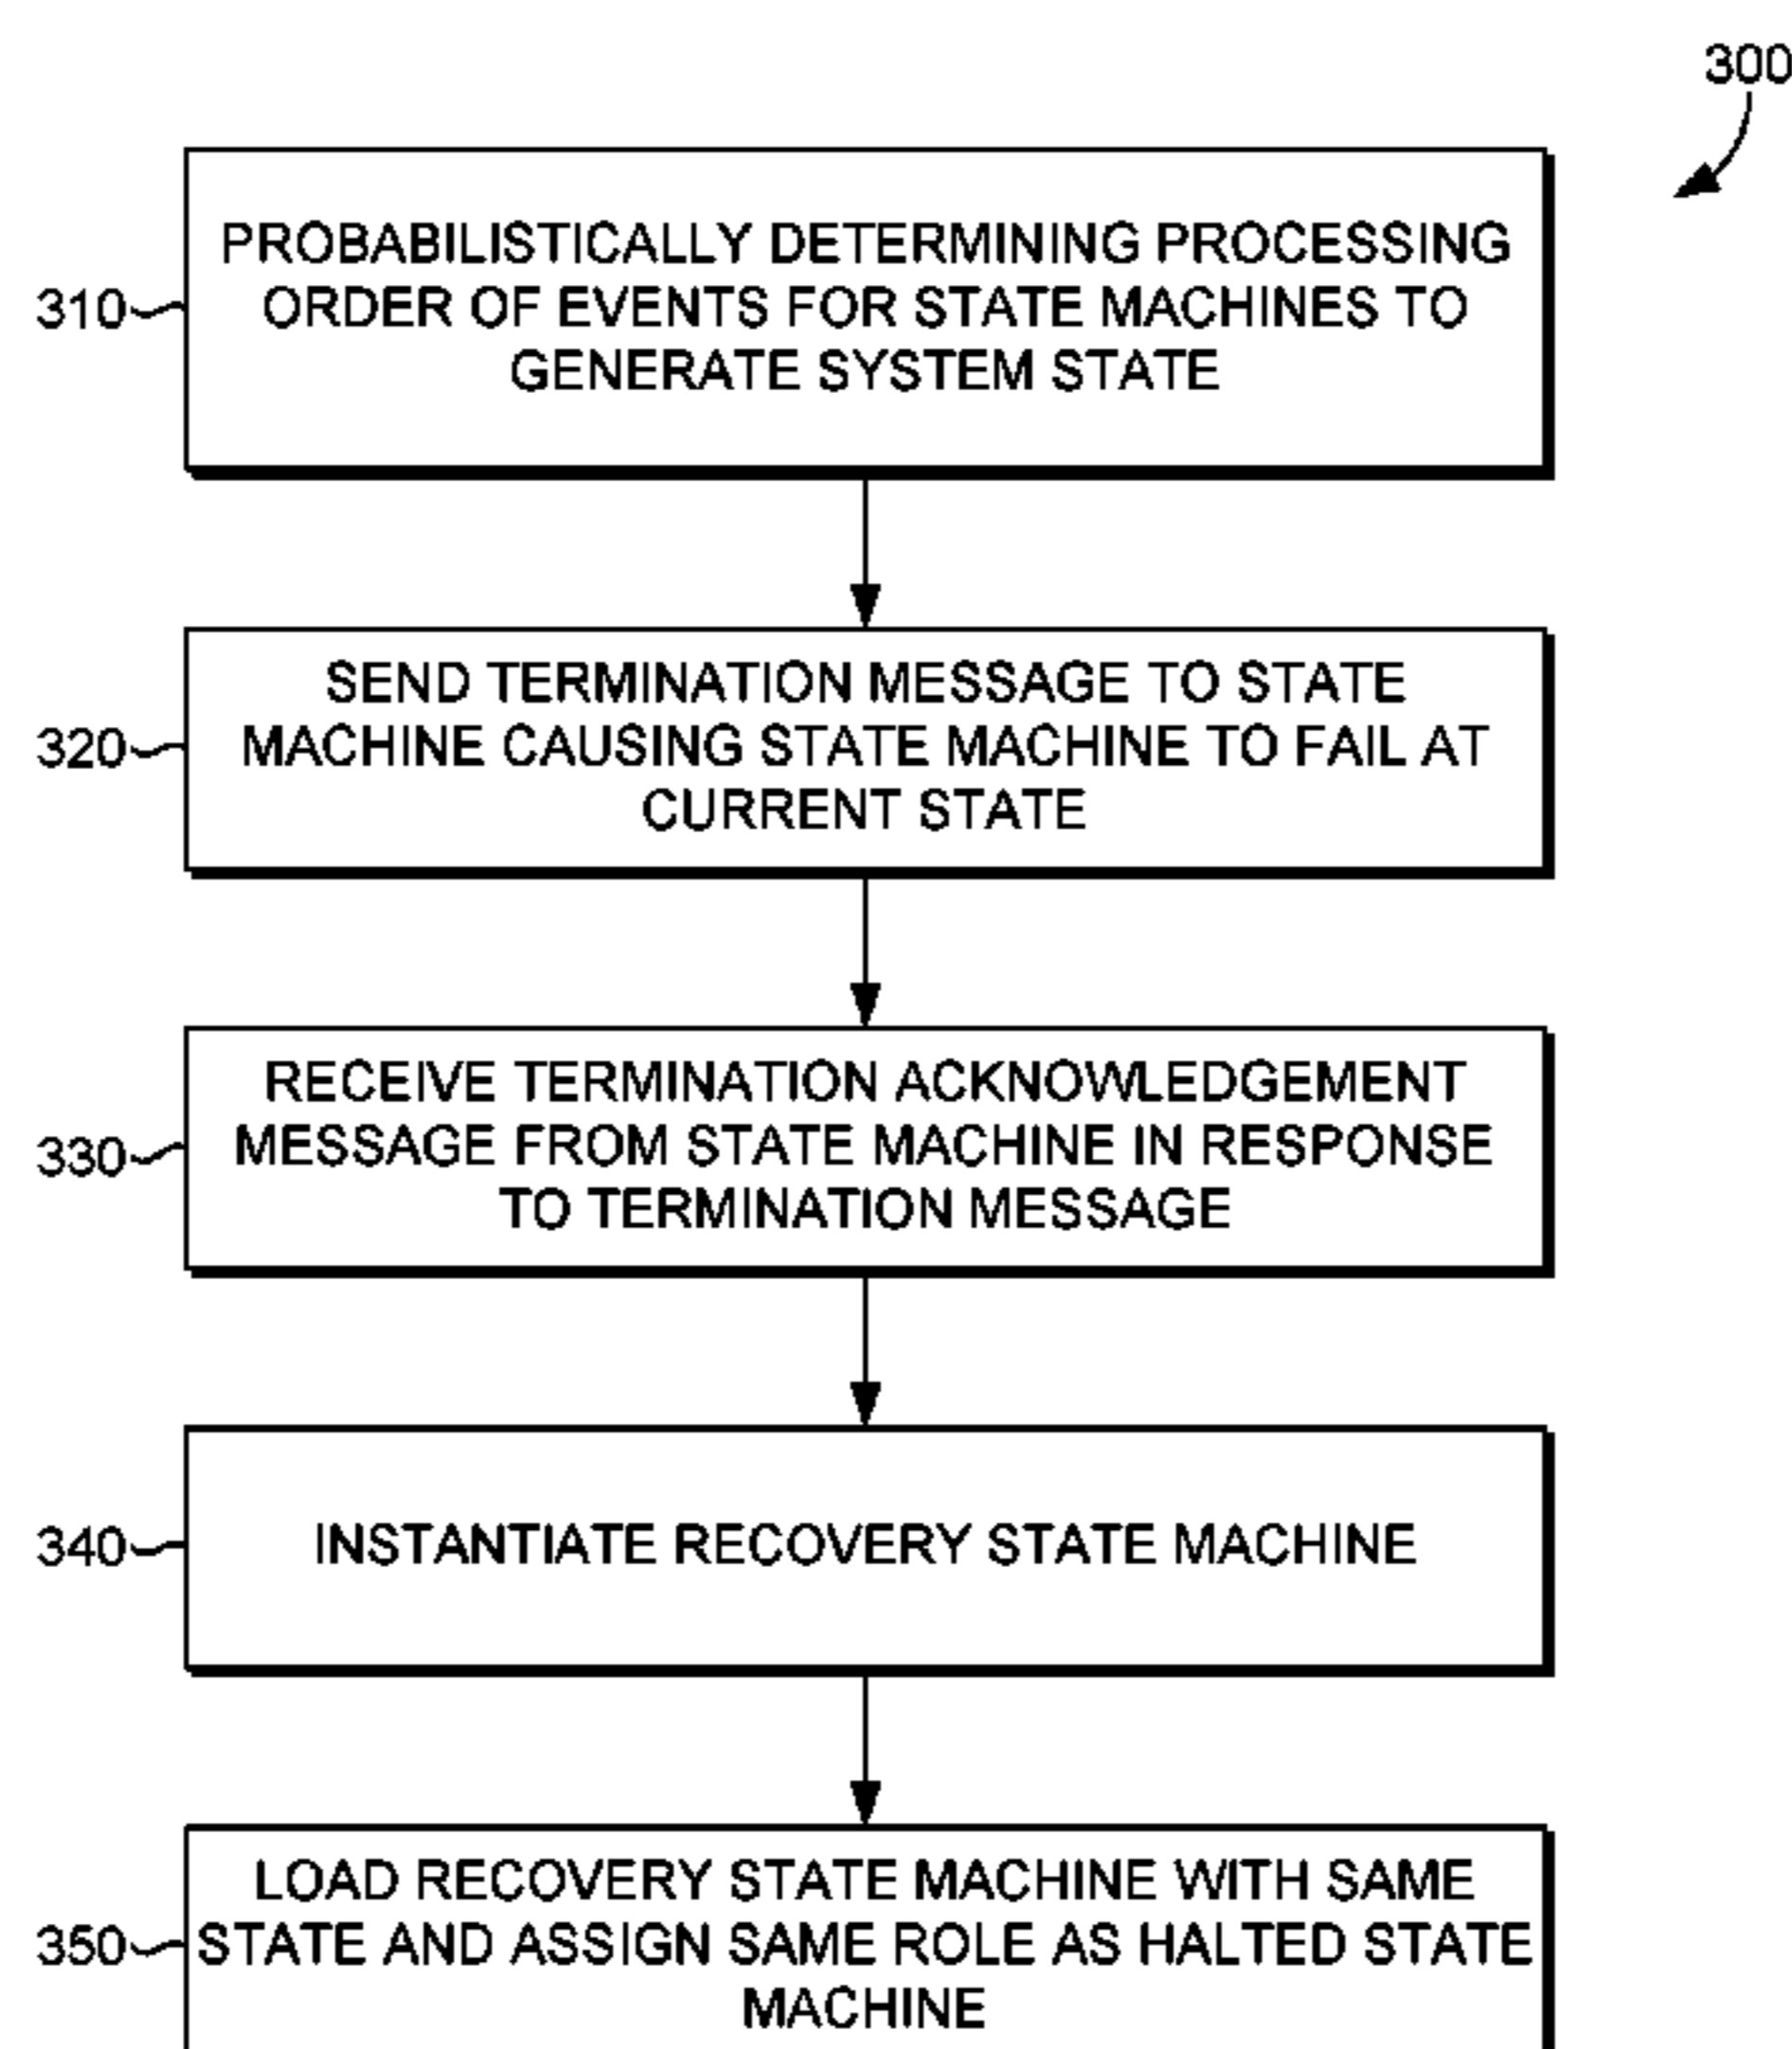 300
PROBABILISTICALLY DETERMINING PROCESSING
ORDER OF EVENTS FOR STATE MACHINES TO
GENERATE SYSTEM STATE
310
SEND TERMINATION MESSAGE TO STATE
MACHINE CAUSING STATE MACHINE TO FAIL AT
CURRENT STATE
320
RECEIVE TERMINATION ACKNOWLEDGEMENT
MESSAGE FROM STATE MACHINE IN RESPONSE
TO TERMINATION MESSAGE
330
INSTANTIATE RECOVERY STATE MACHINE
340
LOAD RECOVERY STATE MACHINE WITH SAME
STATE AND ASSIGN SAME ROLE AS HALTED STATE
MACHINE
350